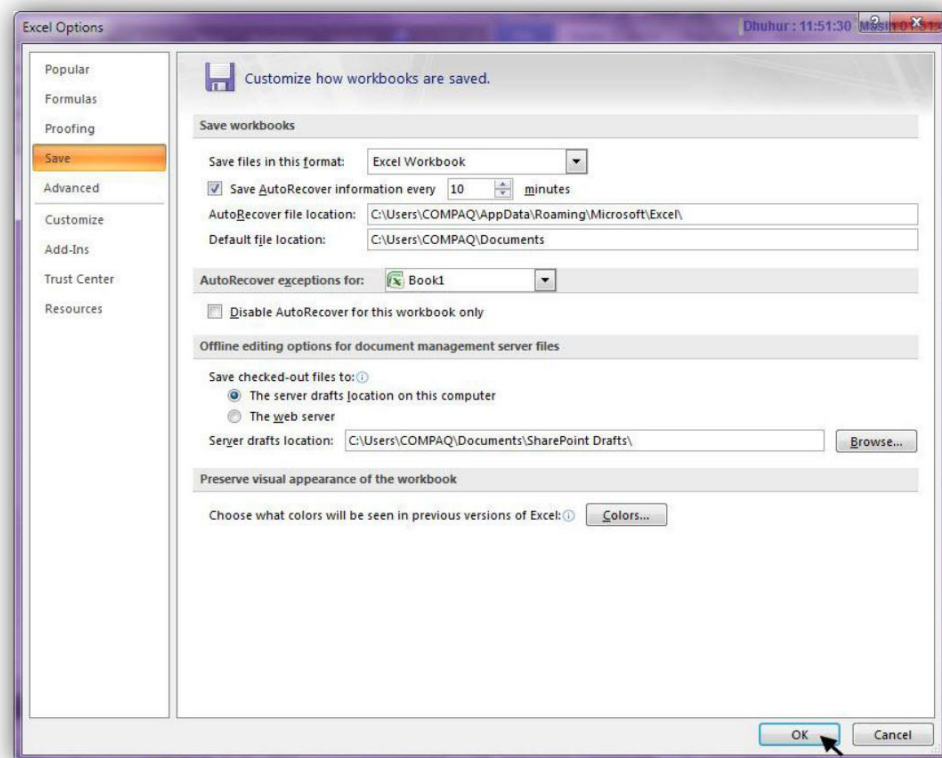 Excel Options
Dhuhur : 11:51:30
Popular
Formulas
Proofing
Save
Advanced
Customize
Add-Ins
Trust Center
Resources
Customize how workbooks are saved.
Save workbooks
Save files in this format: Excel Workbook
Save AutoRecover information every 10 minutes
AutoRecover file location: C:\Users\COMPAQ\AppData\Roaming\Microsoft\Excel\
Default file location: C:\Users\COMPAQ\Documents
AutoRecover exceptions for: Book1
Disable AutoRecover for this workbook only
Offline editing options for document management server files
Save checked-out files to:
The server drafts location on this computer
The web server
Server drafts location: C:\Users\COMPAQ\Documents\SharePoint Drafts\ Browse...
Preserve visual appearance of the workbook
Choose what colors will be seen in previous versions of Excel: Colors...
OK Cancel